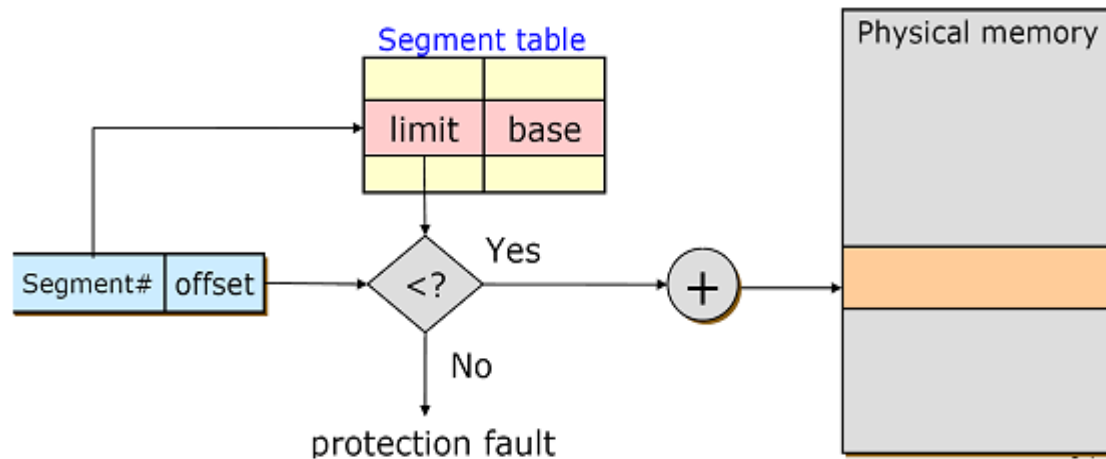 Segment table
Physical memory
limit
base
Segment#
offset
<?
Yes
+
No
protection fault